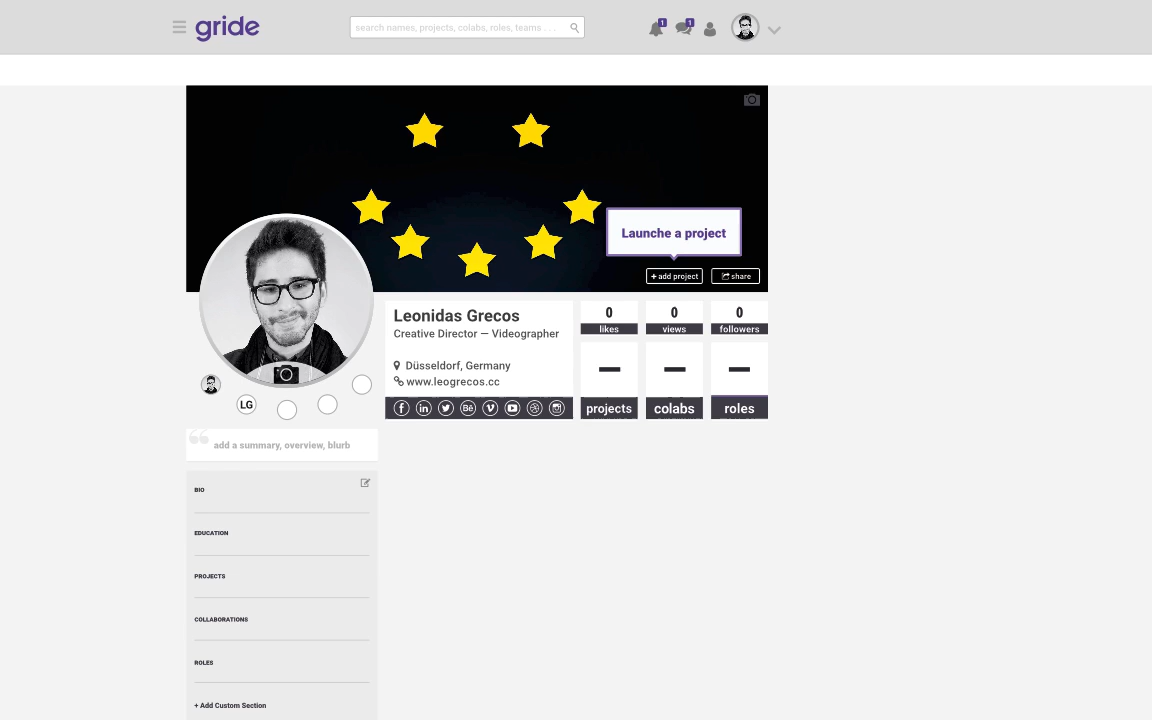 gride
search names, projects, colabs, roles, teams . . .
1
1
Launche a project
+ add project
share
Leonidas Grecos
Creative Director — Videographer
Düsseldorf, Germany
www.leogrecos.cc
0
likes
0
views
0
followers
projects
colabs
roles
LG
add a summary, overview, blurb
BIO
EDUCATION
PROJECTS
COLLABORATIONS
ROLES
+ Add Custom Section